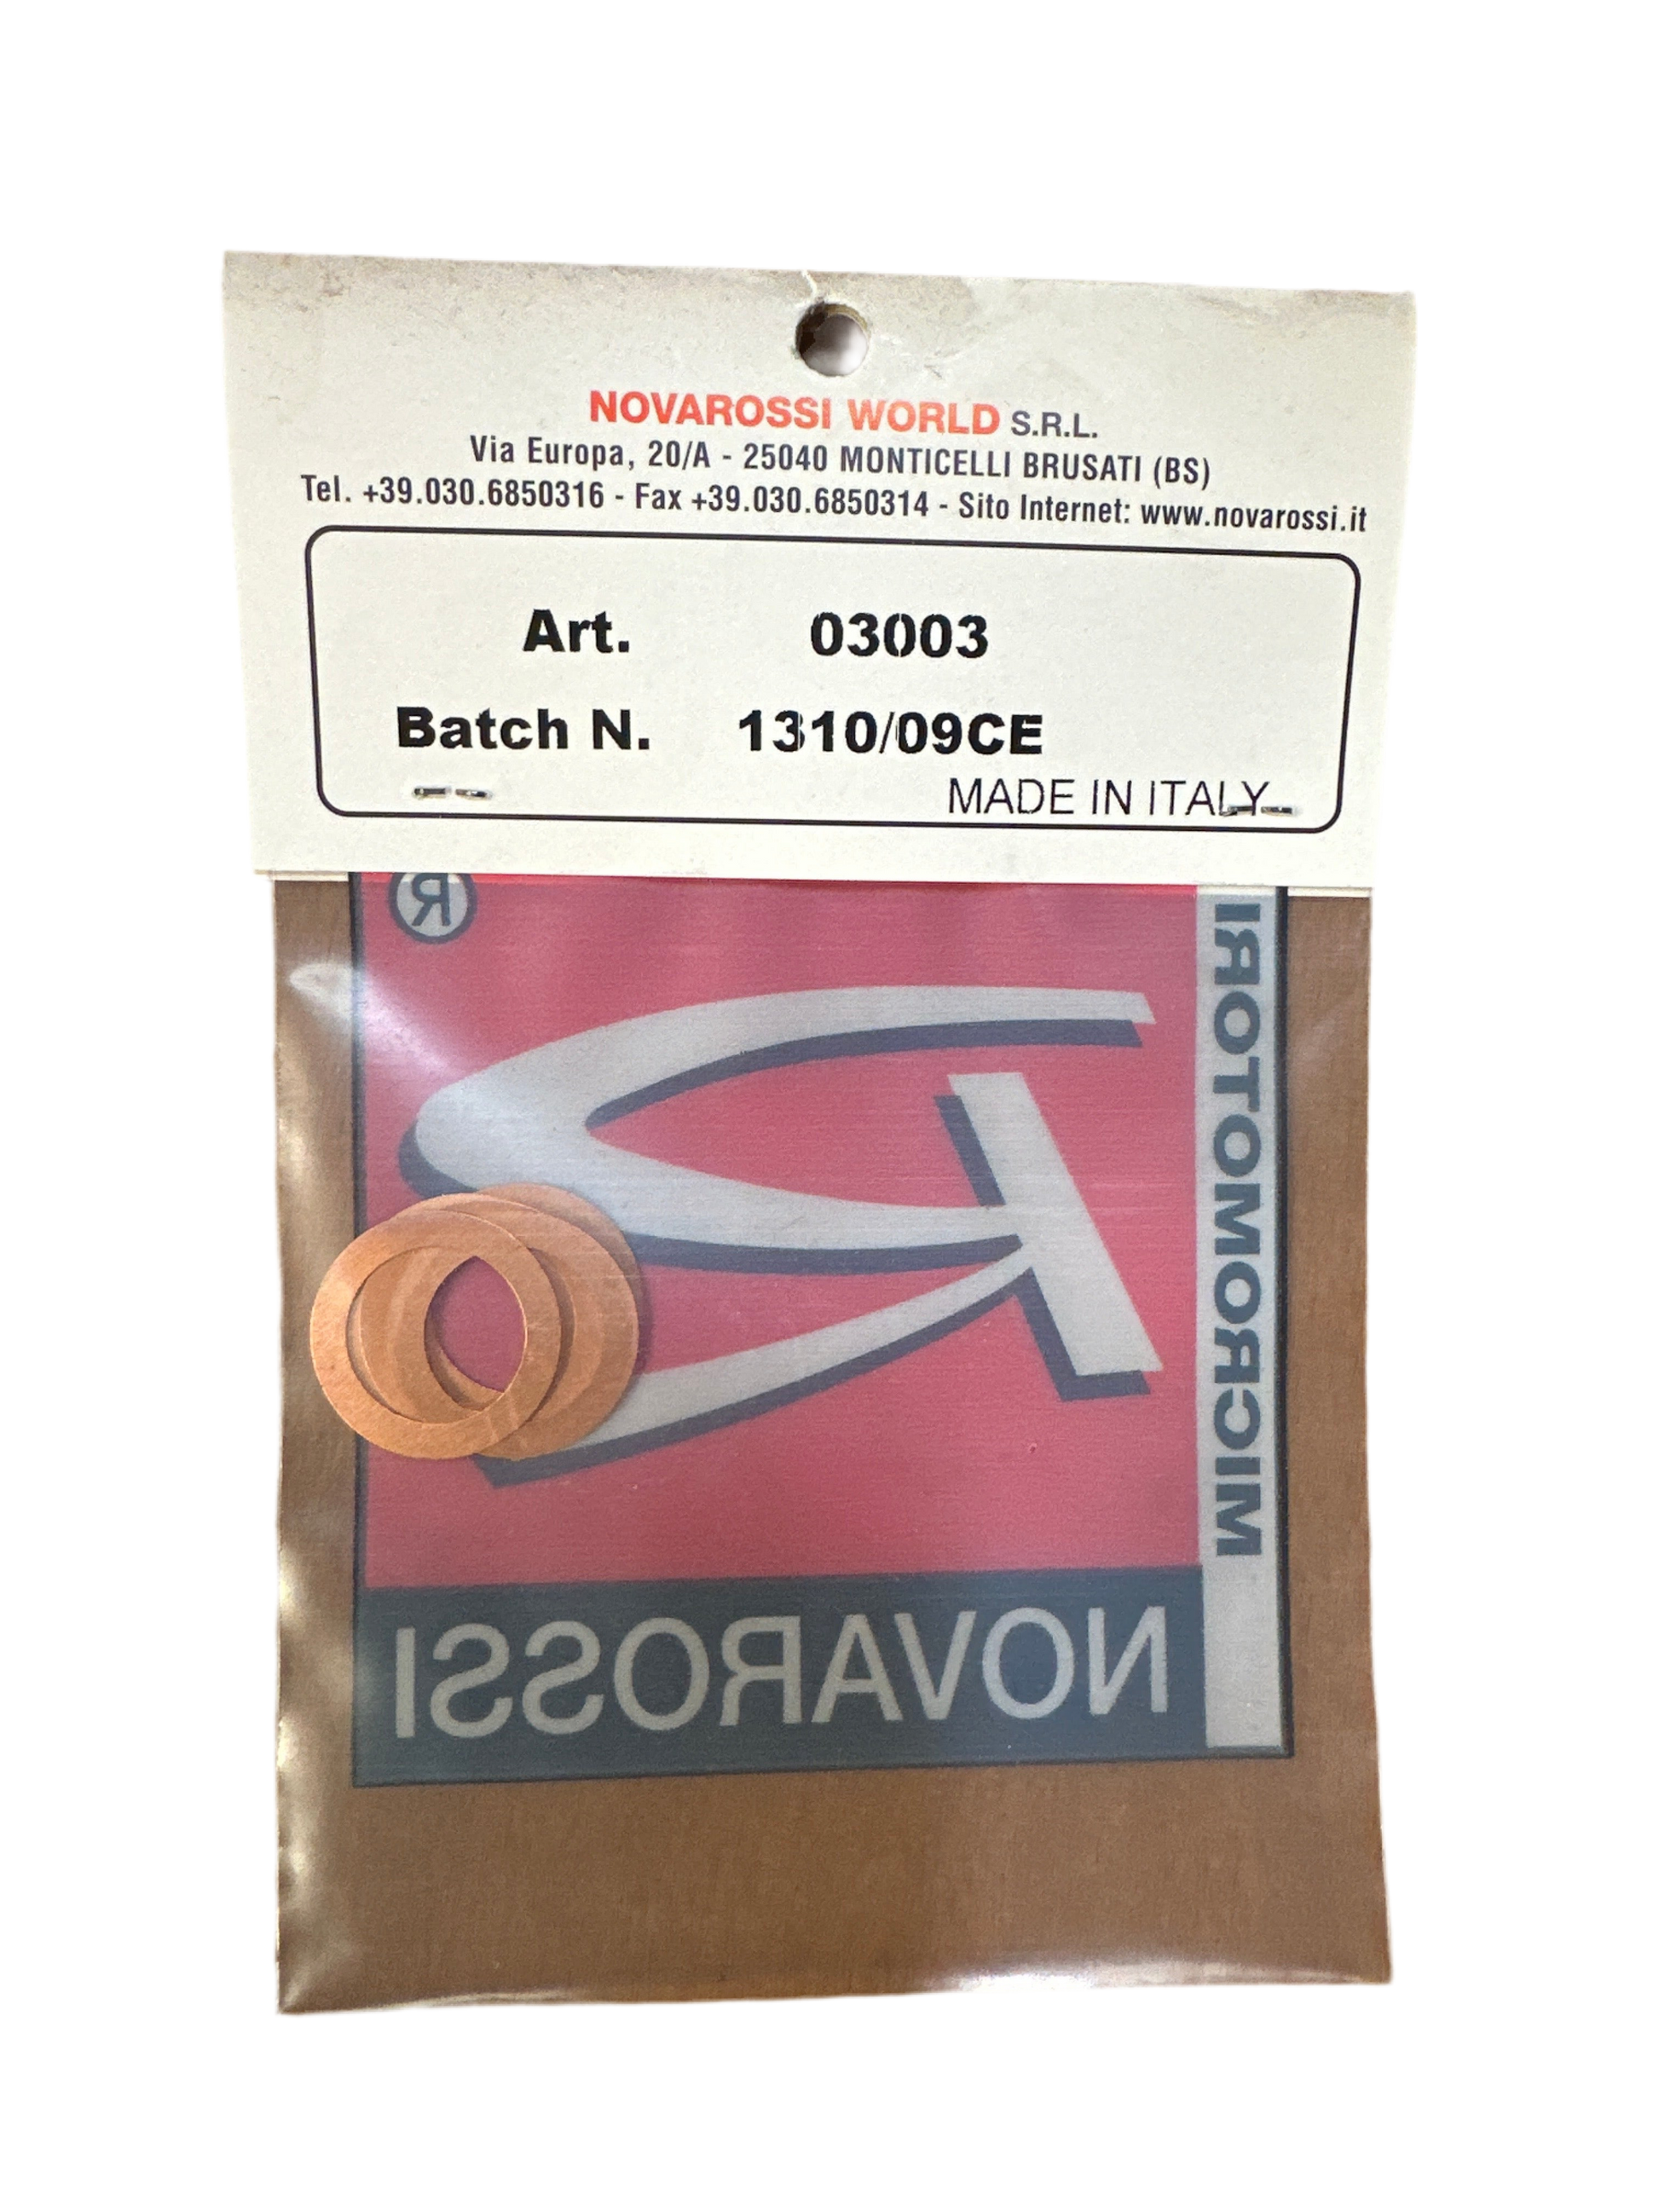 NOVAROSSI WORLD S.R.L.
Via Europa, 20/A - 25040 MONTICELLI BRUSATI (BS)
Tel. +39.030.6850316 - Fax +39.030.6850314 - Sito Internet: www.novarossi.it
Art. 03003
Batch N. 1310/09CE
MADE IN ITALY
R
MICROMOTORI
NOVAROSSI